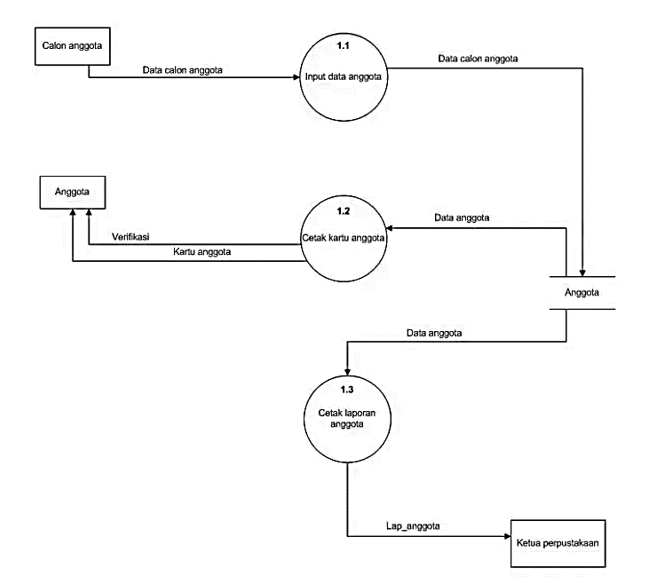 Calon anggota
Data calon anggota
1.1
Input data anggota
Data calon anggota
Anggota
Verifikasi
Kartu anggota
1.2
Cetak kartu anggota
Data anggota
Anggota
Data anggota
1.3
Cetak laporan
anggota
Lap_anggota
Ketua perpustakaan